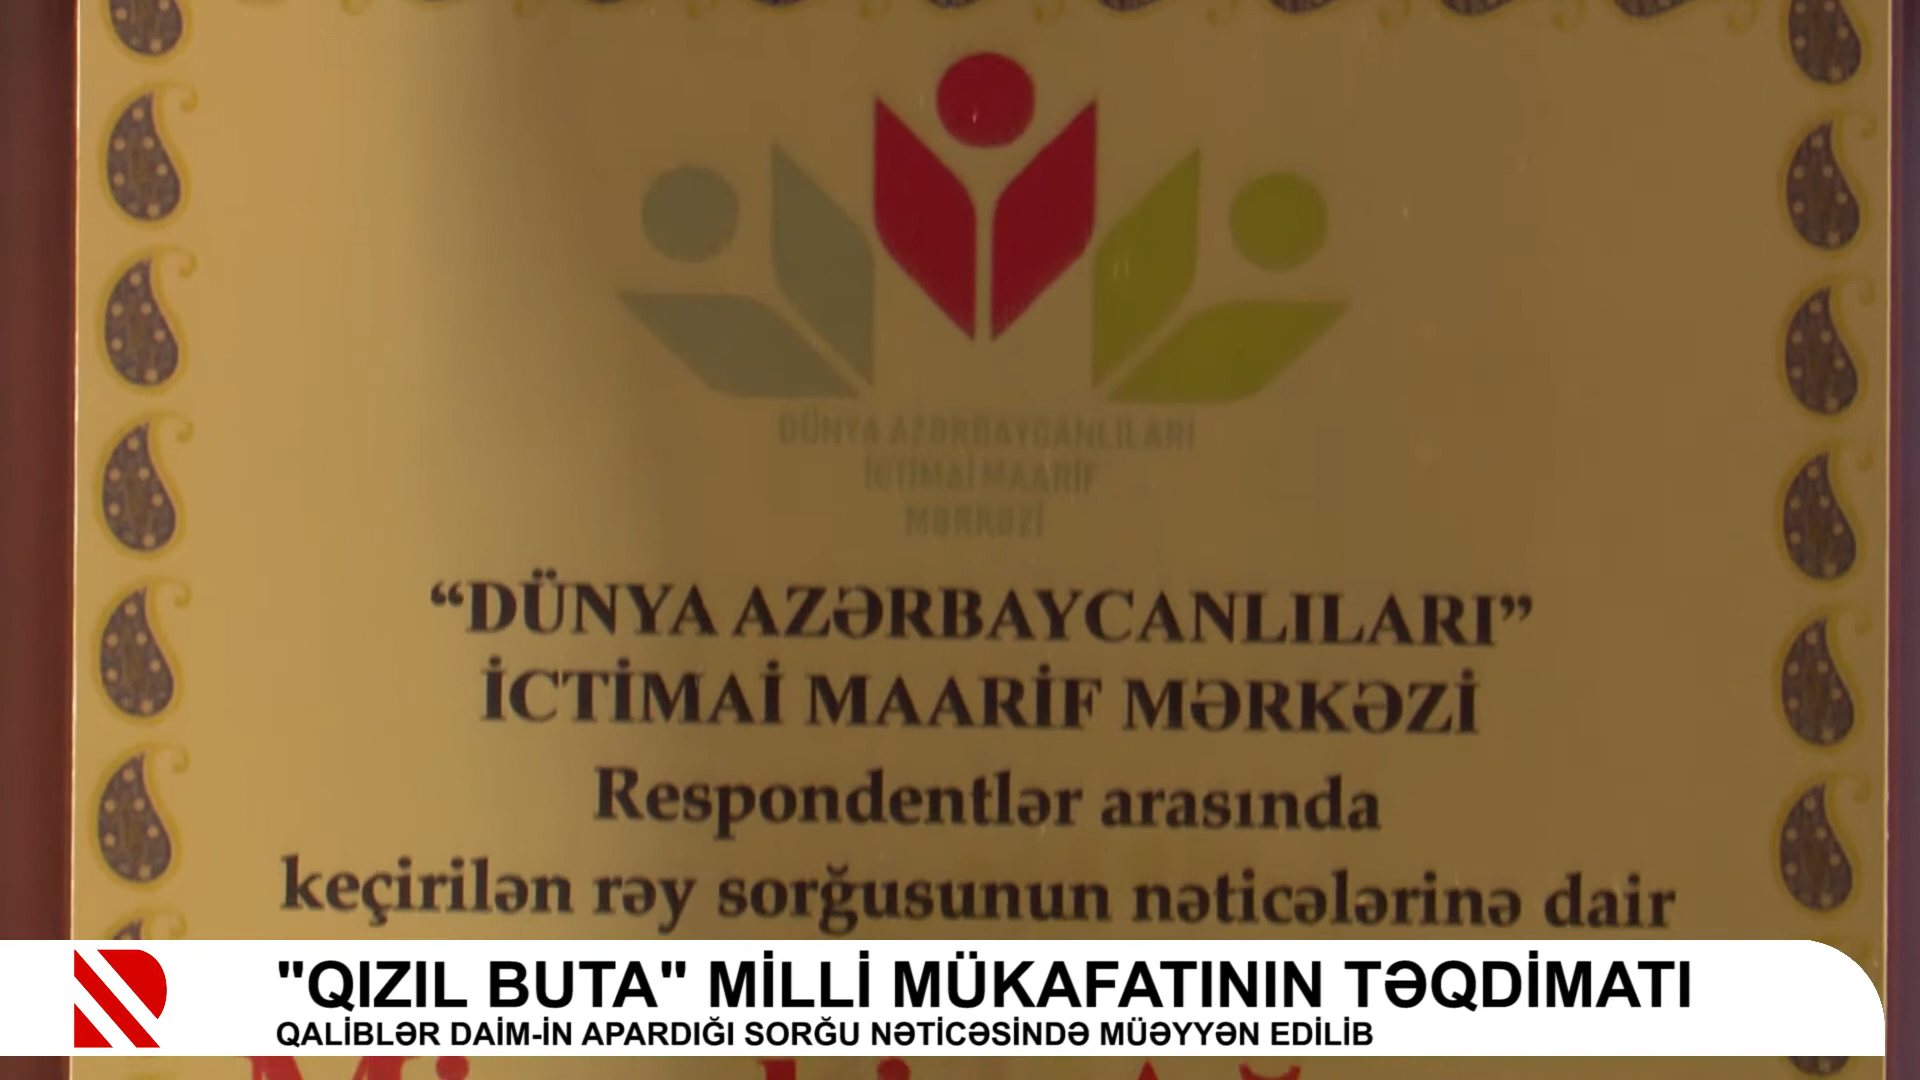 DÜNYA AZƏRBAYCANLILARI
İCTİMAİ MAARİF
MƏRKƏZİ
“DÜNYA AZƏRBAYCANLILARI”
İCTİMAİ MAARİF MƏRKƏZİ
Respondentlər arasında
keçirilən rəy sorğusunun nəticələrinə dair
"QIZIL BUTA" MİLLİ MÜKAFATININ TƏQDİMATI
QALİBLƏR DAİM-İN APARDIĞI SORĞU NƏTİCƏSİNDƏ MÜƏYYƏN EDİLİB